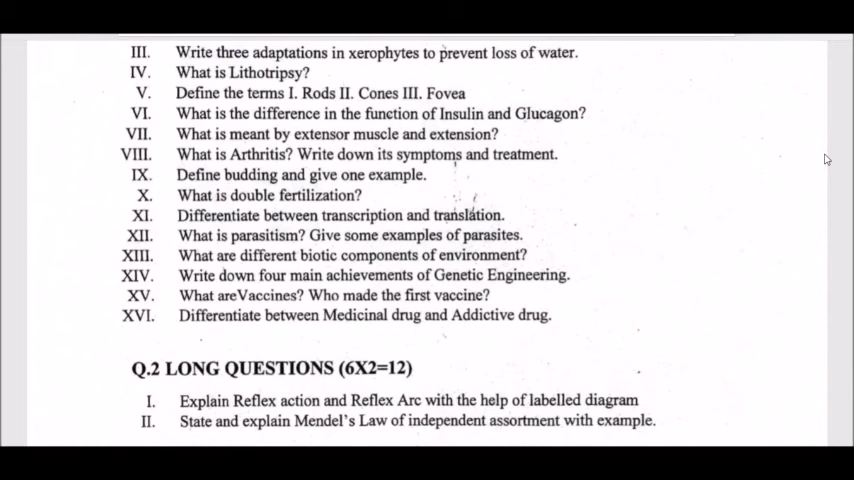 III. Write three adaptations in xerophytes to prevent loss of water.
IV. What is Lithotripsy?
V. Define the terms I. Rods II. Cones III. Fovea
VI. What is the difference in the function of Insulin and Glucagon?
VII. What is meant by extensor muscle and extension?
VIII. What is Arthritis? Write down its symptoms and treatment.
IX. Define budding and give one example.
X. What is double fertilization?
XI. Differentiate between transcription and translation.
XII. What is parasitism? Give some examples of parasites.
XIII. What are different biotic components of environment?
XIV. Write down four main achievements of Genetic Engineering.
XV. What areVaccines? Who made the first vaccine?
XVI. Differentiate between Medicinal drug and Addictive drug.
Q.2 LONG QUESTIONS (6X2=12)
I. Explain Reflex action and Reflex Arc with the help of labelled diagram
II. State and explain Mendel's Law of independent assortment with example.